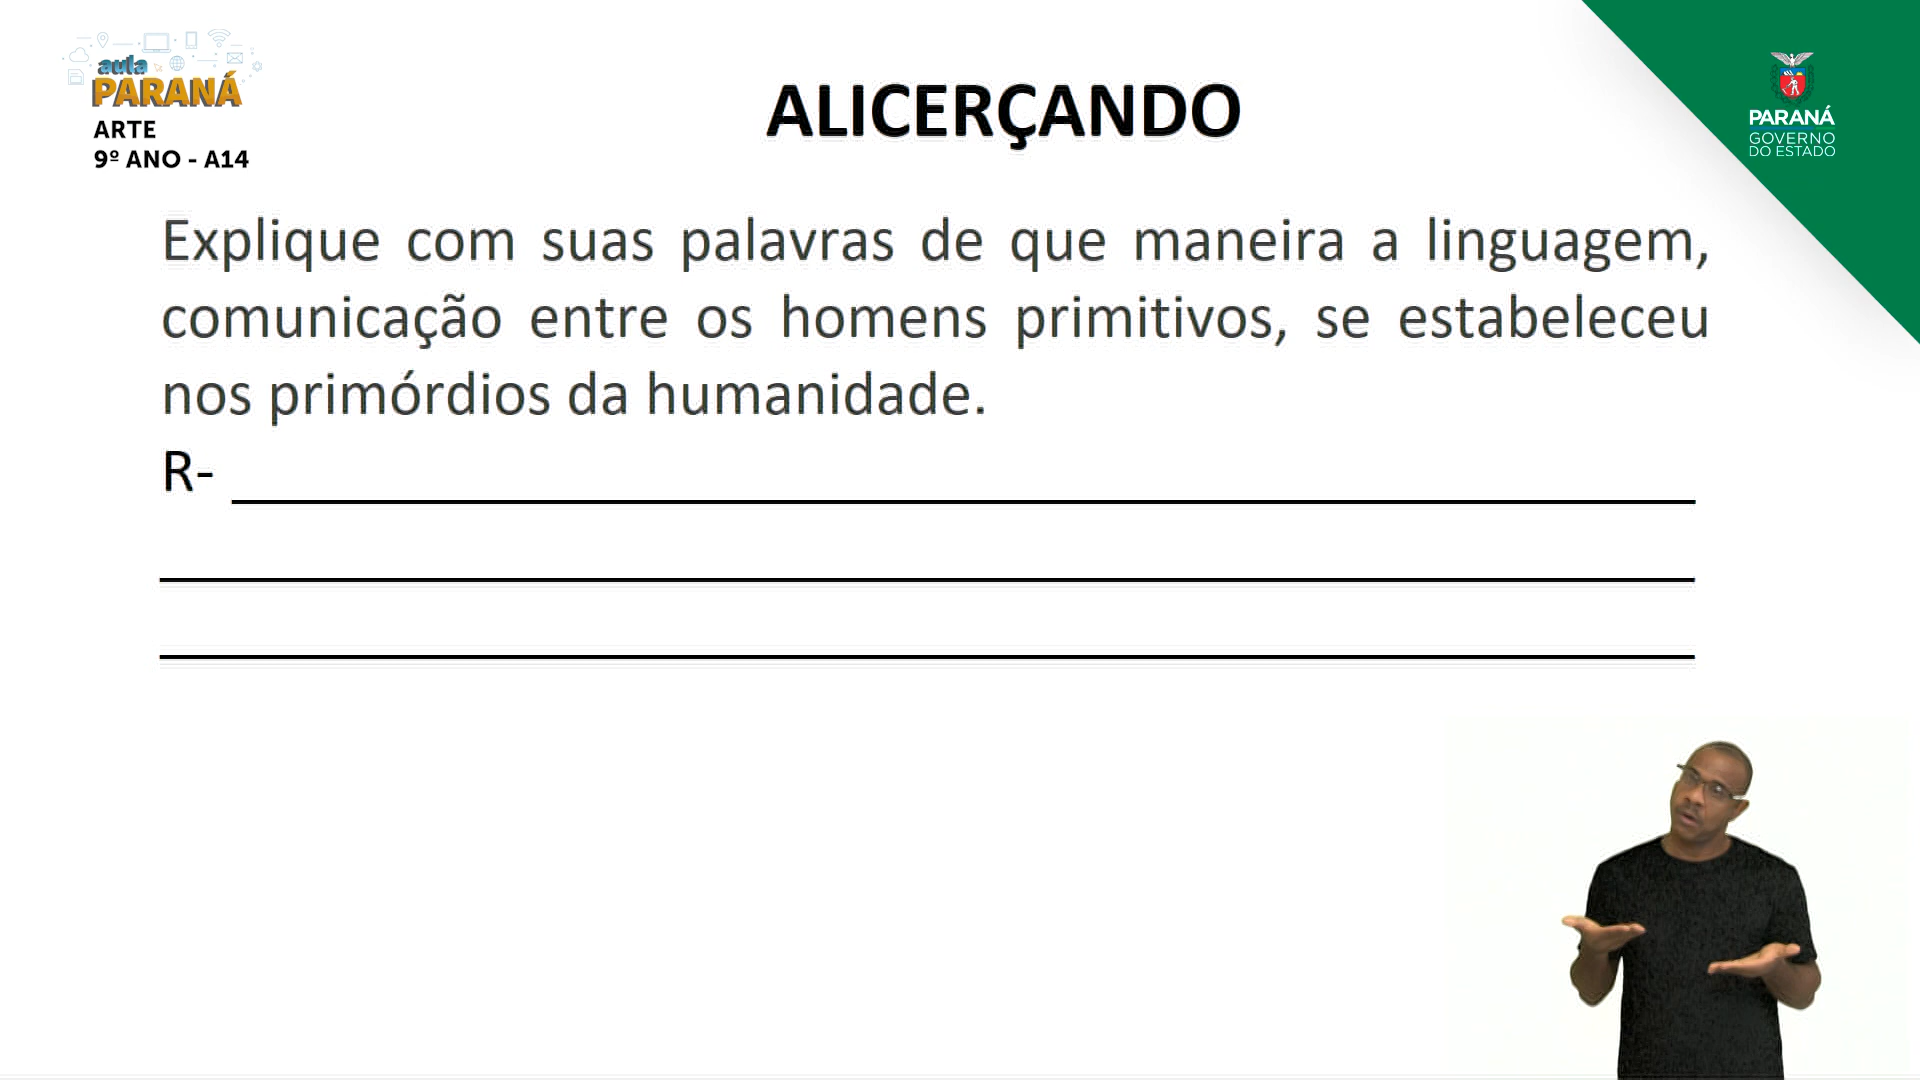 aula
PARANÁ
ARTE
9º ANO - A14
ALICERÇANDO
PARANÁ
GOVERNO
DO ESTADO
Explique com suas palavras de que maneira a linguagem,
comunicação entre os homens primitivos, se estabeleceu
nos primórdios da humanidade.
R-